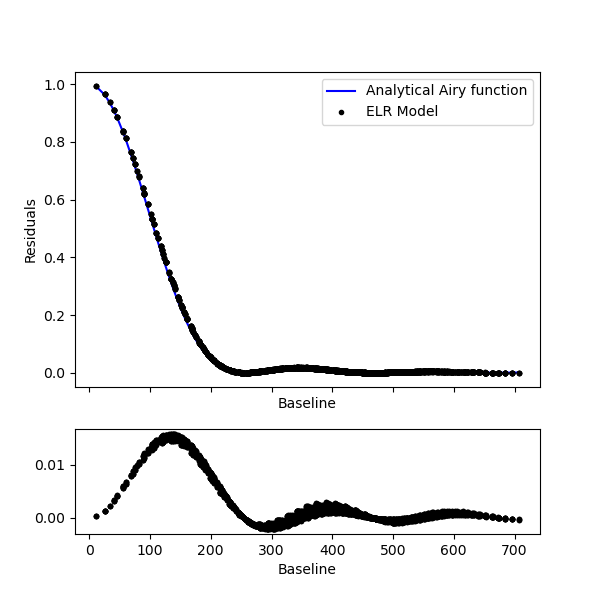 1.0
0.8
0.6
0.4
0.2
0.0
Residuals
Analytical Airy function
ELR Model
Baseline
0.01
0.00
0 100 200 300 400 500 600 700
Baseline